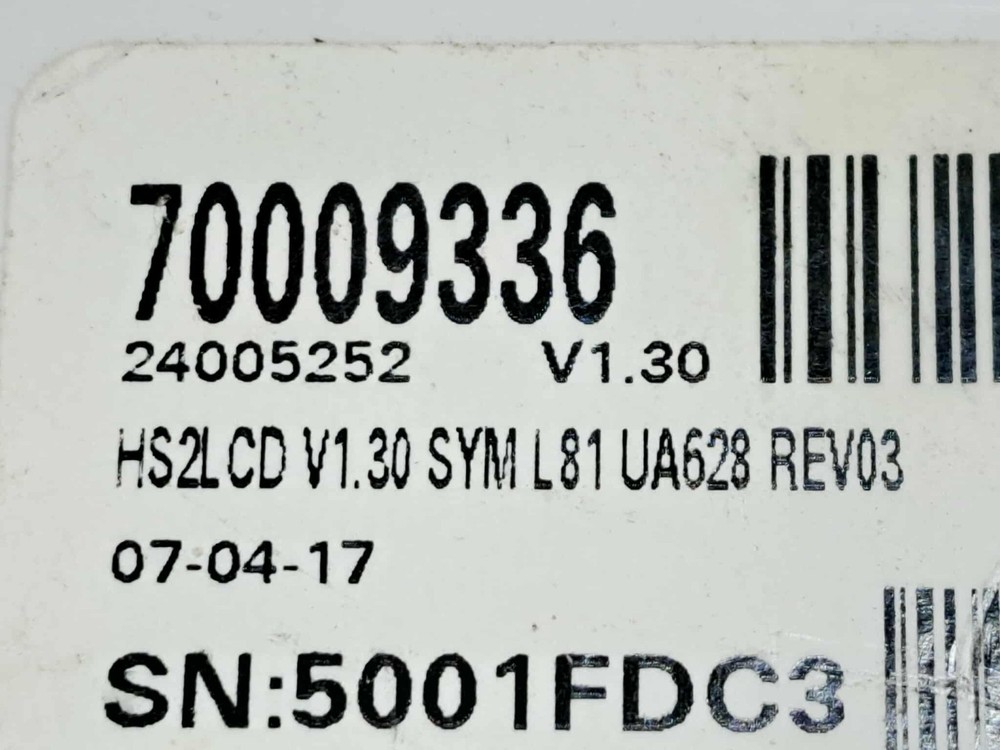 70009336
24005252 V1.30
HS2LCD V1.30 SYM L81 UA628 REV03
07-04-17
SN:5001FDC3